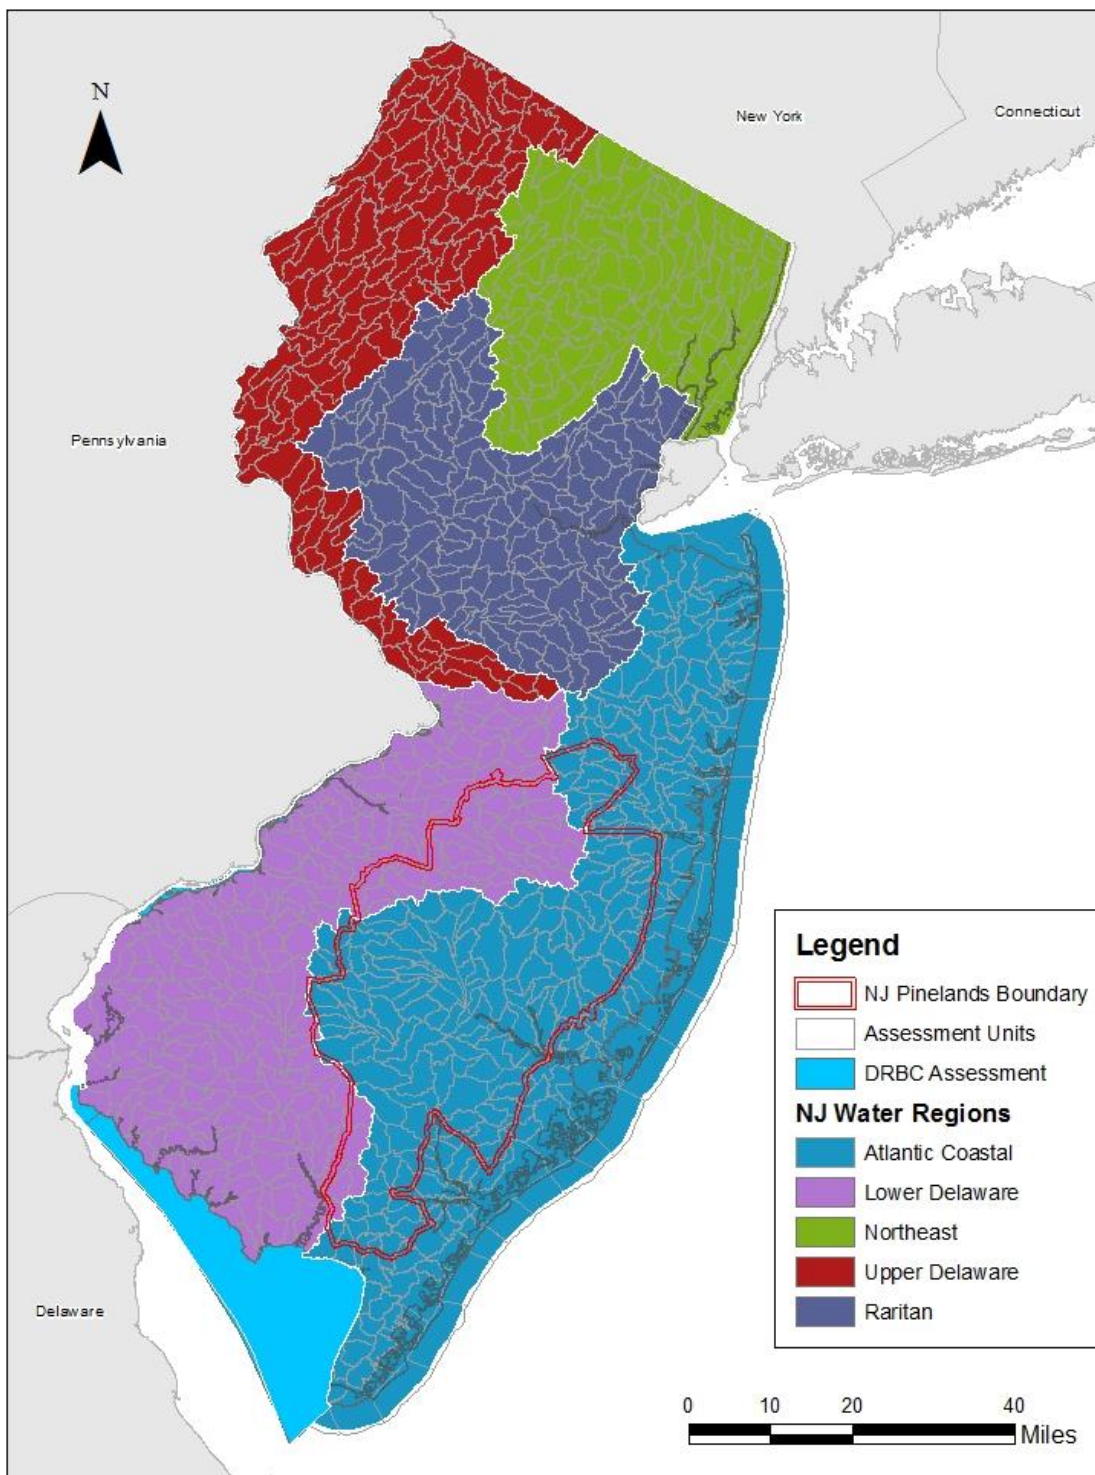 N
New York
Connecticut
Pennsylvania
Delaware
Legend
NJ Pinelands Boundary
Assessment Units
DRBC Assessment
NJ Water Regions
Atlantic Coastal
Lower Delaware
Northeast
Upper Delaware
Raritan
0 10 20 40
Miles